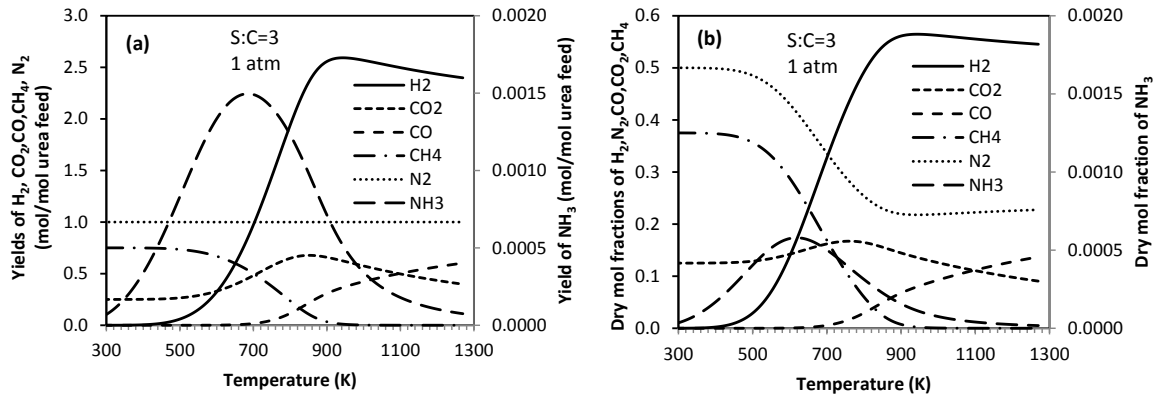 (a)
S:C=3
1 atm
H2
CO2
CO
CH4
N2
NH3
3.0
2.5
2.0
1.5
1.0
0.5
0.0
0.0020
0.0015
0.0010
0.0005
0.0000
300 500 700 900 1100 1300
Temperature (K)
Yields of H2, CO2,CO,CH4, N2
(mol/mol urea feed)
Yield of NH3 (mol/mol urea feed)
(b)
S:C=3
1 atm
H2
CO2
CO
CH4
N2
NH3
0.6
0.5
0.4
0.3
0.2
0.1
0.0
0.0020
0.0015
0.0010
0.0005
0.0000
300 500 700 900 1100 1300
Temperature (K)
Dry mol fractions of H2,N2,CO,CO2,CH4
Dry mol fraction of NH3